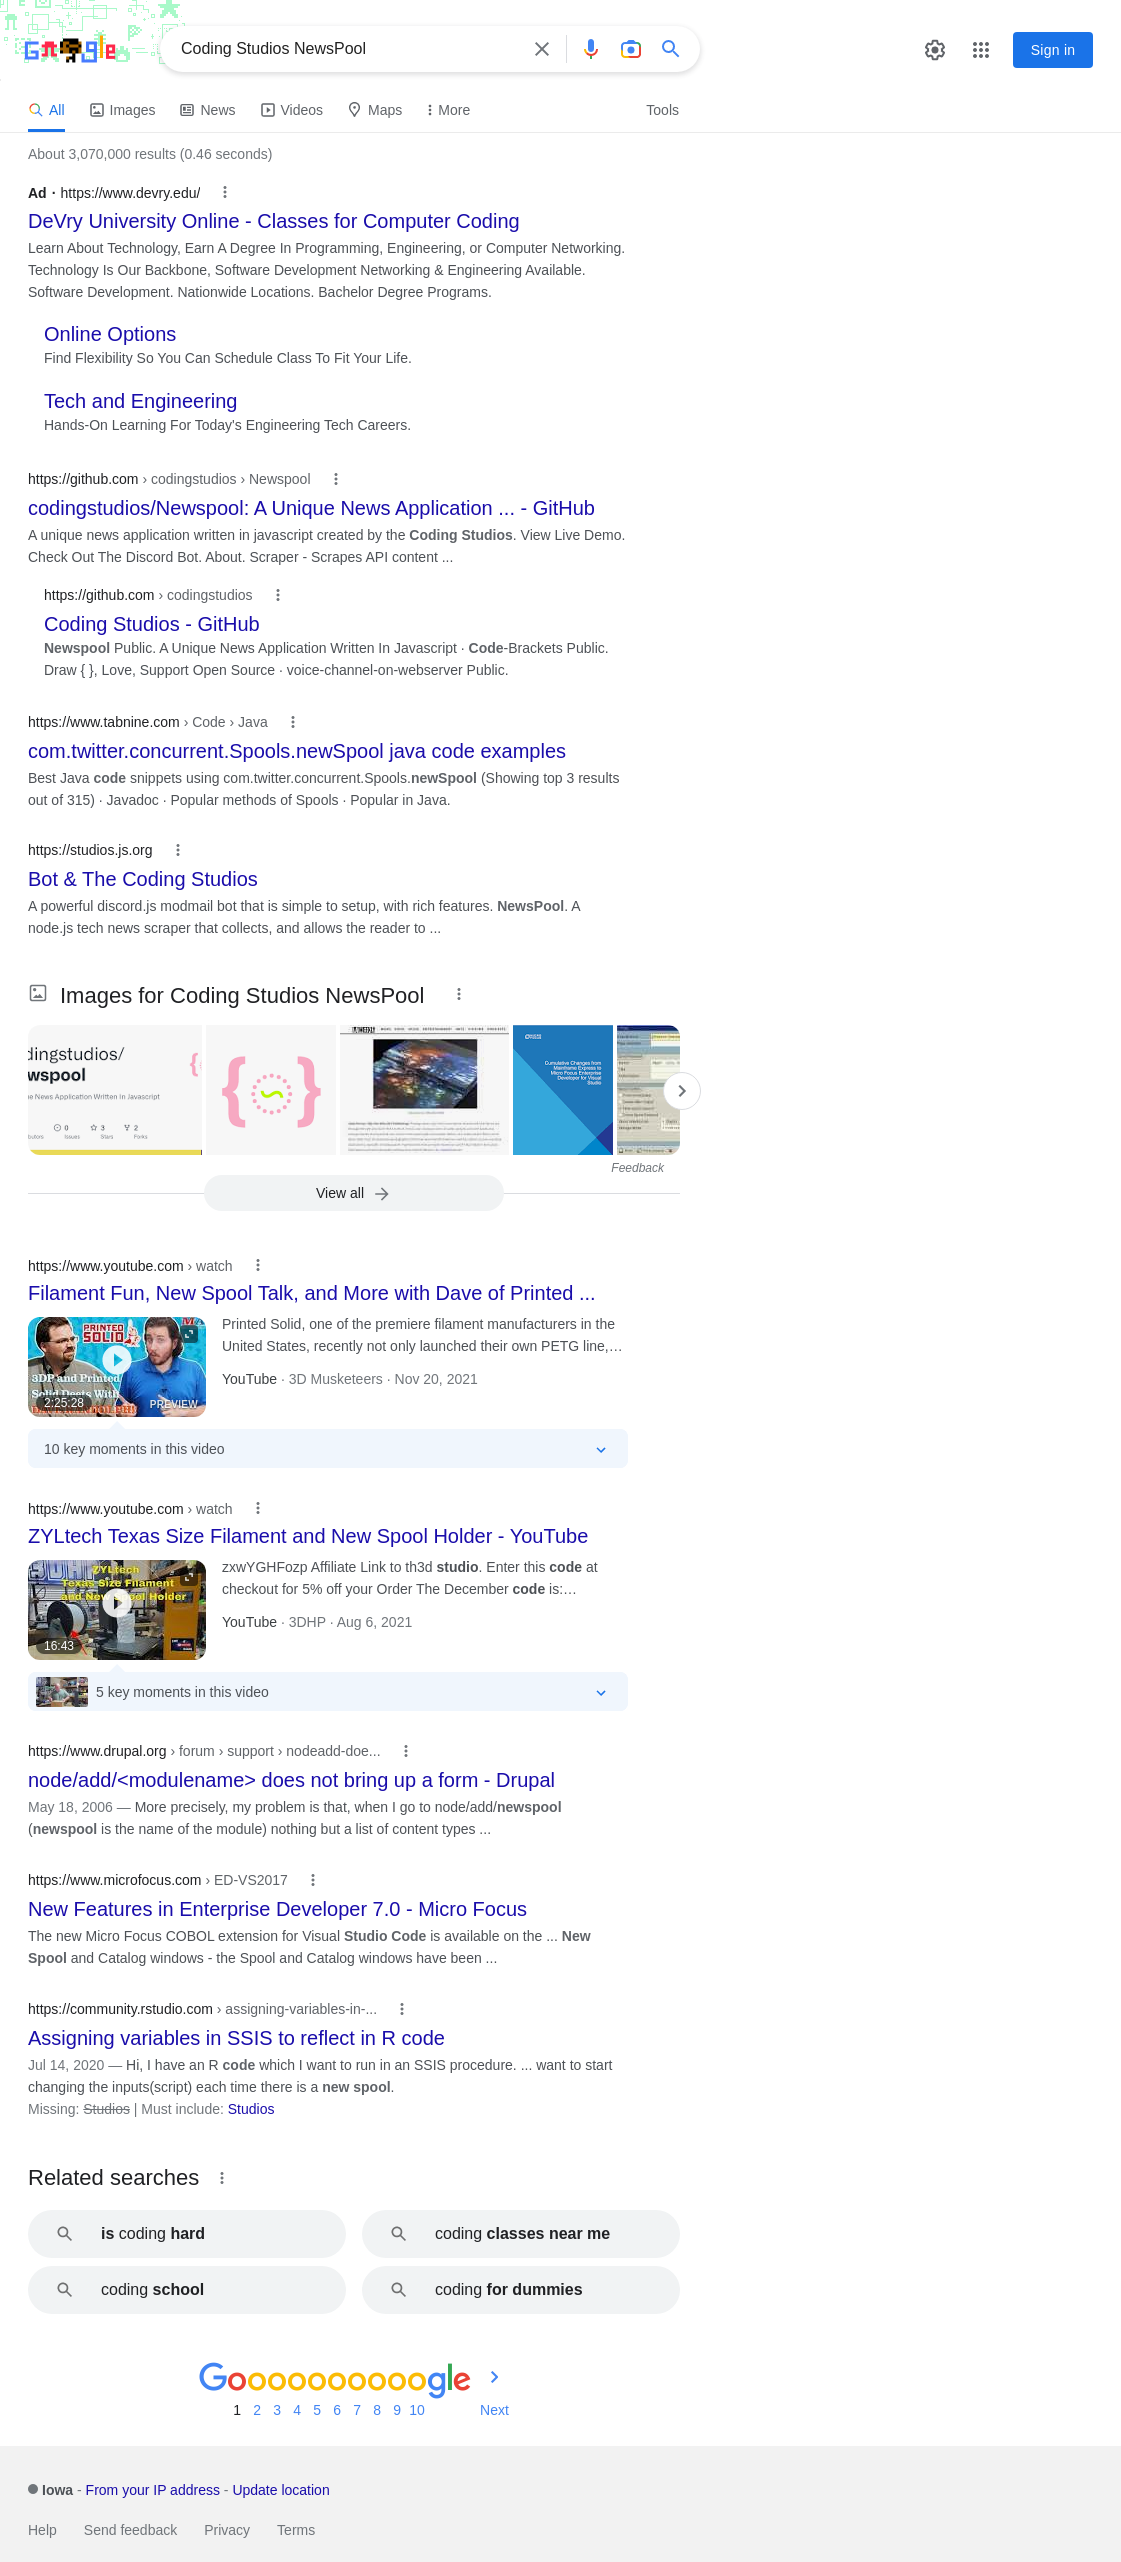 Coding Studios NewsPool
Sign in
All
Images
News
Videos
Maps
More
Tools
About 3,070,000 results (0.46 seconds)
Ad · https://www.devry.edu/
DeVry University Online - Classes for Computer Coding
Learn About Technology, Earn A Degree In Programming, Engineering, or Computer Networking.
Technology Is Our Backbone, Software Development Networking & Engineering Available.
Software Development. Nationwide Locations. Bachelor Degree Programs.
Online Options
Find Flexibility So You Can Schedule Class To Fit Your Life.
Tech and Engineering
Hands-On Learning For Today's Engineering Tech Careers.
https://github.com › codingstudios › Newspool
codingstudios/Newspool: A Unique News Application ... - GitHub
A unique news application written in javascript created by the Coding Studios. View Live Demo.
Check Out The Discord Bot. About. Scraper - Scrapes API content ...
https://github.com › codingstudios
Coding Studios - GitHub
Newspool Public. A Unique News Application Written In Javascript · Code-Brackets Public.
Draw { }, Love, Support Open Source · voice-channel-on-webserver Public.
https://www.tabnine.com › Code › Java
com.twitter.concurrent.Spools.newSpool java code examples
Best Java code snippets using com.twitter.concurrent.Spools.newSpool (Showing top 3 results
out of 315) · Javadoc · Popular methods of Spools · Popular in Java.
https://studios.js.org
Bot & The Coding Studios
A powerful discord.js modmail bot that is simple to setup, with rich features. NewsPool. A
node.js tech news scraper that collects, and allows the reader to ...
Images for Coding Studios NewsPool
dingstudios/
wspool
e News Application Written In Javascript
0 3 2
Issues Stars Forks
Cumulative Changes from
Mainframe Express to
Micro Focus Enterprise
Developer for Visual
Studio
Feedback
View all
https://www.youtube.com › watch
Filament Fun, New Spool Talk, and More with Dave of Printed ...
PRINTED
SOLID
3DP and Printed
Solid Deets With
2:25:28
PREVIEW
Printed Solid, one of the premiere filament manufacturers in the
United States, recently not only launched their own PETG line,…
YouTube · 3D Musketeers · Nov 20, 2021
10 key moments in this video
https://www.youtube.com › watch
ZYLtech Texas Size Filament and New Spool Holder - YouTube
ZYLtech
Texas Size Filament
and New Spool Holder
16:43
zxwYGHFozp Affiliate Link to th3d studio. Enter this code at
checkout for 5% off your Order The December code is:…
YouTube · 3DHP · Aug 6, 2021
5 key moments in this video
https://www.drupal.org › forum › support › nodeadd-doe...
node/add/<modulename> does not bring up a form - Drupal
May 18, 2006 — More precisely, my problem is that, when I go to node/add/newspool
(newspool is the name of the module) nothing but a list of content types ...
https://www.microfocus.com › ED-VS2017
New Features in Enterprise Developer 7.0 - Micro Focus
The new Micro Focus COBOL extension for Visual Studio Code is available on the ... New
Spool and Catalog windows - the Spool and Catalog windows have been ...
https://community.rstudio.com › assigning-variables-in-...
Assigning variables in SSIS to reflect in R code
Jul 14, 2020 — Hi, I have an R code which I want to run in an SSIS procedure. ... want to start
changing the inputs(script) each time there is a new spool.
Missing: Studios | Must include: Studios
Related searches
is coding hard
coding classes near me
coding school
coding for dummies
Goooooooooogle
1 2 3 4 5 6 7 8 9 10 Next
Iowa - From your IP address - Update location
Help Send feedback Privacy Terms